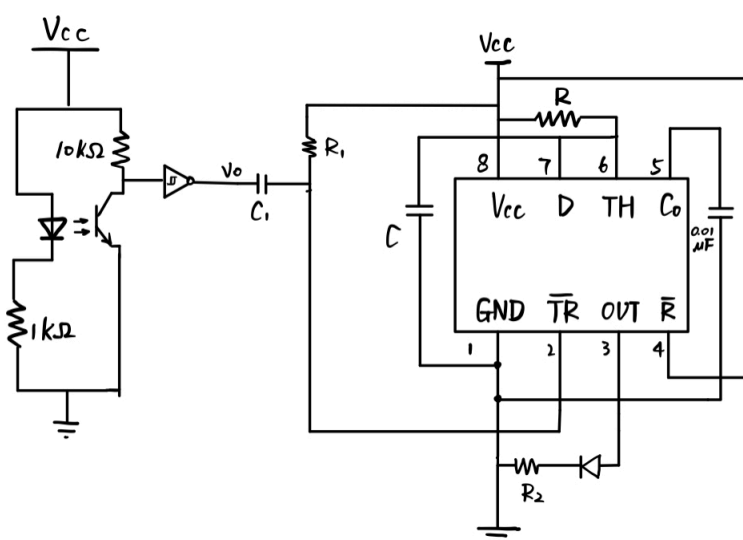 Vcc
10kΩ
1kΩ
Vo
C₁
R₁
Vcc
R
8
7
6
5
Vcc
D
TH
Co
C
0.01
μF
GND
T̅R̅
OUT
R̅
1
2
3
4
R₂